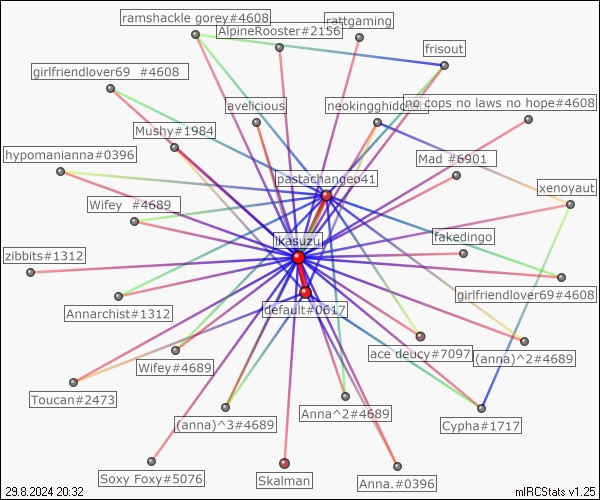 ramshackle gorey#4608
rattgaming
AlpineRooster#2156
frisout
girlfriendlover69 #4608
avelicious
no cops no laws no hope#4608
Mushy#1984
hypomanianna#0396
Mad #6901
pastachangeo41
xenoyaut
Wifey #4689
fakedingo
ikasuzu
zibbits#1312
girlfriendlover69#4608
Annarchist#1312
default#0617
ace deucy#7097
(anna)^2#4689
Wifey#4689
Toucan#2473
Anna^2#4689
(anna)^3#4689
Cypha#1717
Soxy Foxy#5076
Skalman
Anna.#0396
29.8.2024 20:32
mIRCStats v1.25